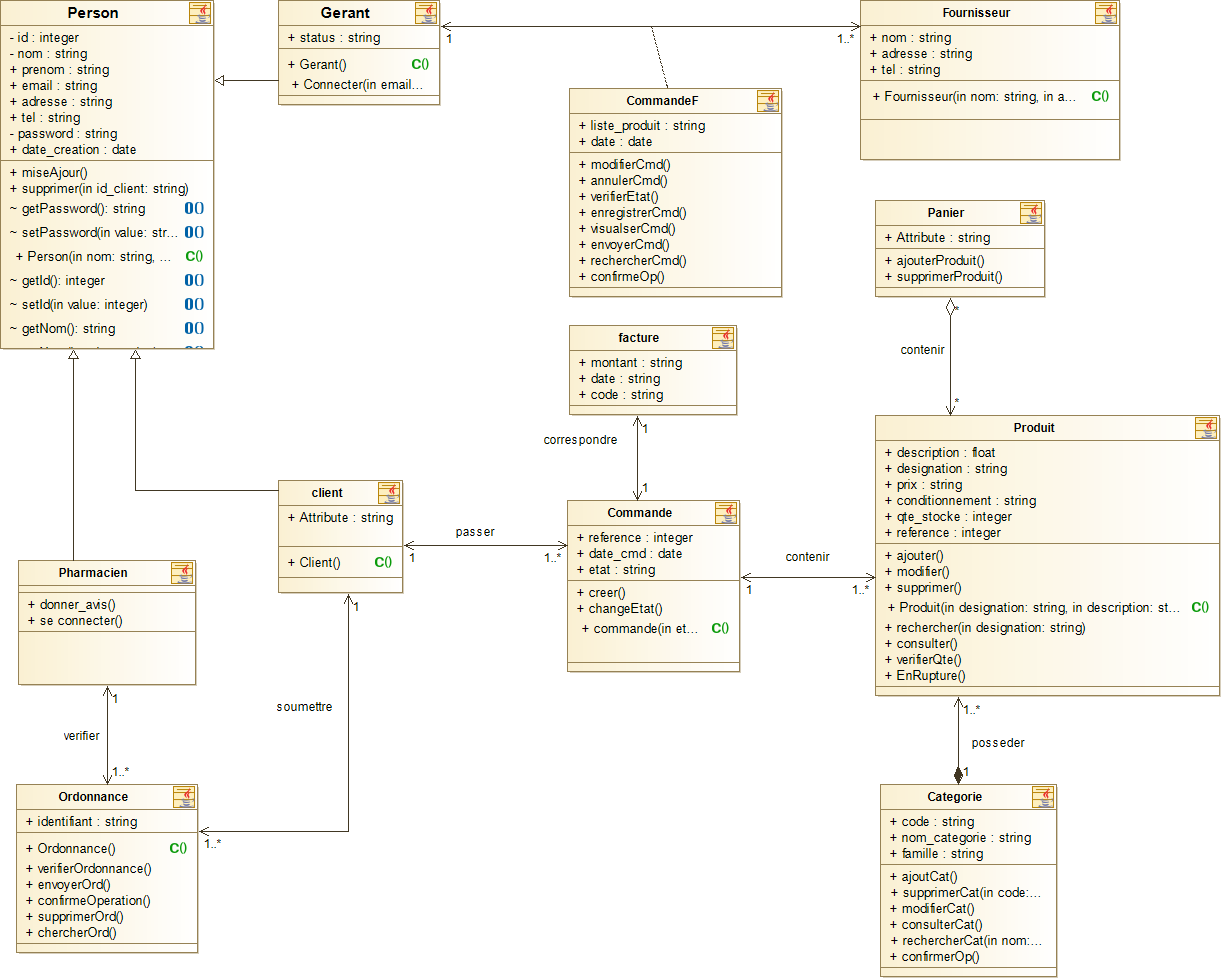 Person
- id : integer
- nom : string
+ prenom : string
+ email : string
+ adresse : string
+ tel : string
- password : string
+ date_creation : date
+ miseAjour()
+ supprimer(in id_client: string)
~ getPassword(): string
~ setPassword(in value: str...
+ Person(in nom: string, ... C()
~ getId(): integer
~ setId(in value: integer)
~ getNom(): string
Gerant
+ status : string
+ Gerant() C()
+ Connecter(in email...
1
1..*
Fournisseur
+ nom : string
+ adresse : string
+ tel : string
+ Fournisseur(in nom: string, in a... C()
CommandeF
+ liste_produit : string
+ date : date
+ modifierCmd()
+ annulerCmd()
+ verifierEtat()
+ enregistrerCmd()
+ visualserCmd()
+ envoyerCmd()
+ rechercherCmd()
+ confirmeOp()
Panier
+ Attribute : string
+ ajouterProduit()
+ supprimerProduit()
*
contenir
*
facture
+ montant : string
+ date : string
+ code : string
1
correspondre
1
Produit
+ description : float
+ designation : string
+ prix : string
+ conditionnement : string
+ qte_stocke : integer
+ reference : integer
+ ajouter()
+ modifier()
+ supprimer()
+ Produit(in designation: string, in description: st... C()
+ rechercher(in designation: string)
+ consulter()
+ verifierQte()
+ EnRupture()
client
+ Attribute : string
+ Client() C()
passer
1
1..*
Commande
+ reference : integer
+ date_cmd : date
+ etat : string
+ creer()
+ changeEtat()
+ commande(in et... C()
contenir
1
1..*
Pharmacien
+ donner_avis()
+ se connecter()
1
verifier
1..*
1
soumettre
1..*
Ordonnance
+ identifiant : string
+ Ordonnance() C()
+ verifierOrdonnance()
+ envoyerOrd()
+ confirmeOperation()
+ supprimerOrd()
+ chercherOrd()
1..*
posseder
1
Categorie
+ code : string
+ nom_categorie : string
+ famille : string
+ ajoutCat()
+ supprimerCat(in code:...
+ modifierCat()
+ consulterCat()
+ rechercherCat(in nom:...
+ confirmerOp()